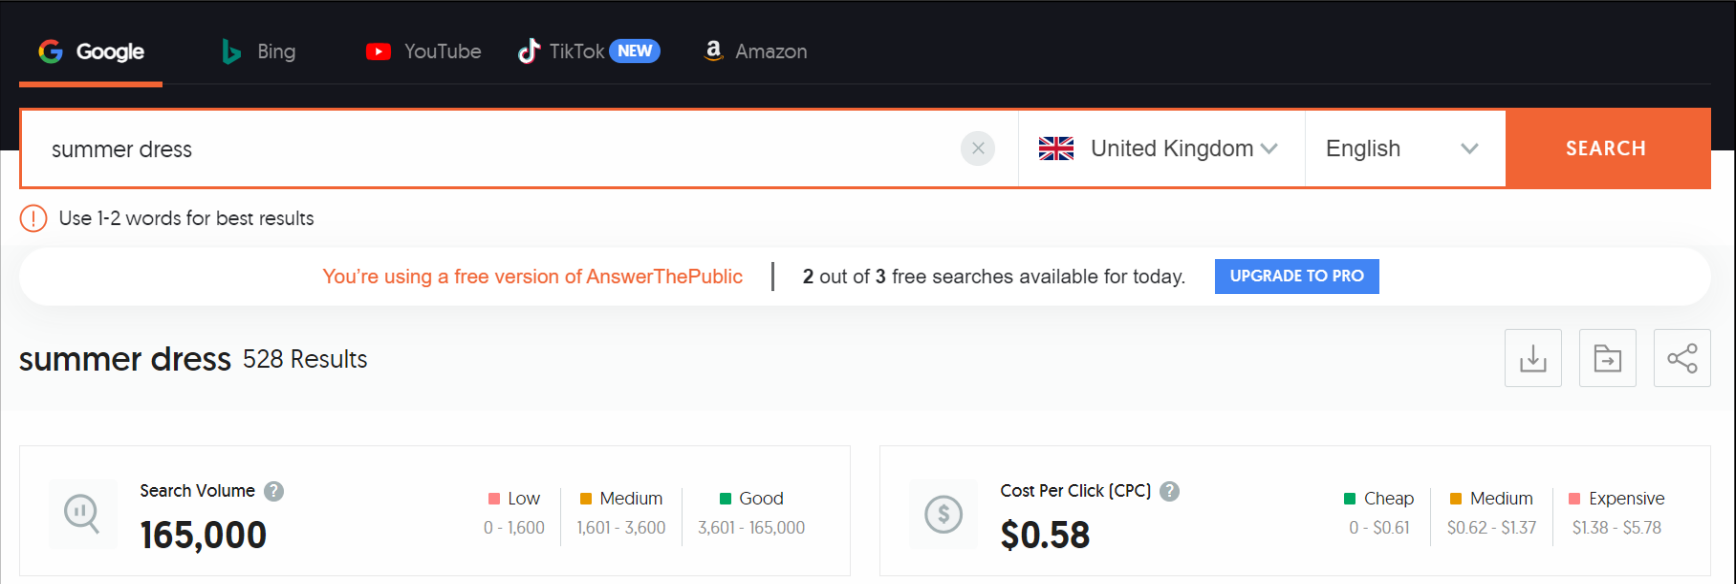 Google Bing YouTube TikTok NEW Amazon
summer dress United Kingdom English SEARCH
Use 1-2 words for best results
You’re using a free version of AnswerThePublic 2 out of 3 free searches available for today. UPGRADE TO PRO
summer dress 528 Results
Search Volume ?
165,000
Low Medium Good
0 - 1,600 1,601 - 3,600 3,601 - 165,000
Cost Per Click (CPC) ?
$0.58
Cheap Medium Expensive
0 - $0.61 $0.62 - $1.37 $1.38 - $5.78